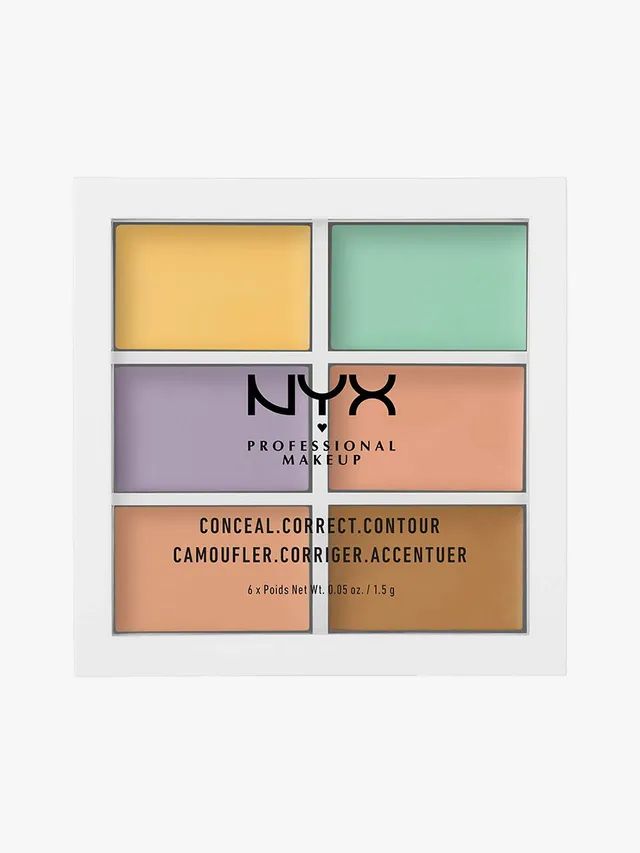 NYX
PROFESSIONAL
MAKEUP
CONCEAL.CORRECT.CONTOUR
CAMOUFLER.CORRIGER.ACCENTUER
6 x Poids Net Wt. 0.05 oz. / 1.5 g